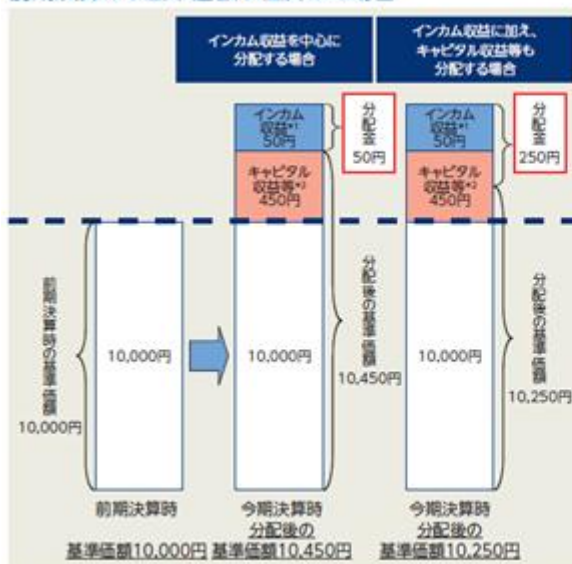 インカム収益を中心に
分配する場合
インカム収益に加え、
キャピタル収益等も
分配する場合
インカム
収益*1
50円
分配金
50円
キャピタル
収益等*2
450円
インカム
収益*1
50円
分配金
250円
キャピタル
収益等*2
450円
前期決算時の基準価額
10,000円
10,000円
10,000円
分配後の基準価額
10,450円
10,000円
分配後の基準価額
10,250円
前期決算時
基準価額10,000円
今期決算時
分配後の
基準価額10,450円
今期決算時
分配後の
基準価額10,250円